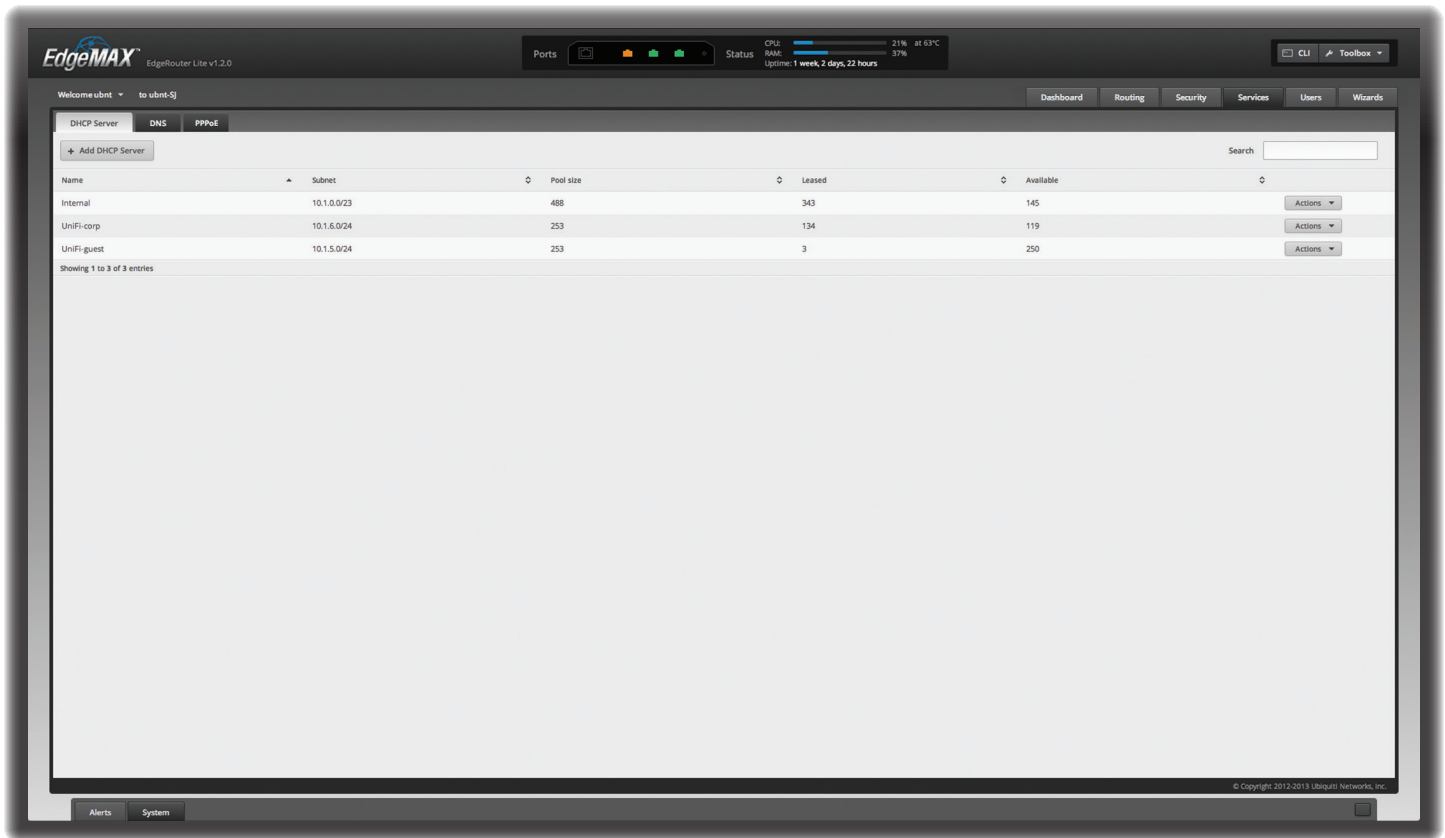 EdgeMAX™ EdgeRouter Lite v1.2.0
Ports
Status
CPU: 21% at 63°C
RAM: 37%
Uptime: 1 week, 2 days, 22 hours
CLI Toolbox
Welcome ubnt to ubnt-SJ
Dashboard Routing Security Services Users Wizards
DHCP Server DNS PPPoE
+ Add DHCP Server
Search
Name Subnet Pool size Leased Available
Internal 10.1.0.0/23 488 343 145 Actions
UniFi-corp 10.1.6.0/24 253 134 119 Actions
UniFi-guest 10.1.5.0/24 253 3 250 Actions
Showing 1 to 3 of 3 entries
© Copyright 2012-2013 Ubiquiti Networks, Inc.
Alerts System